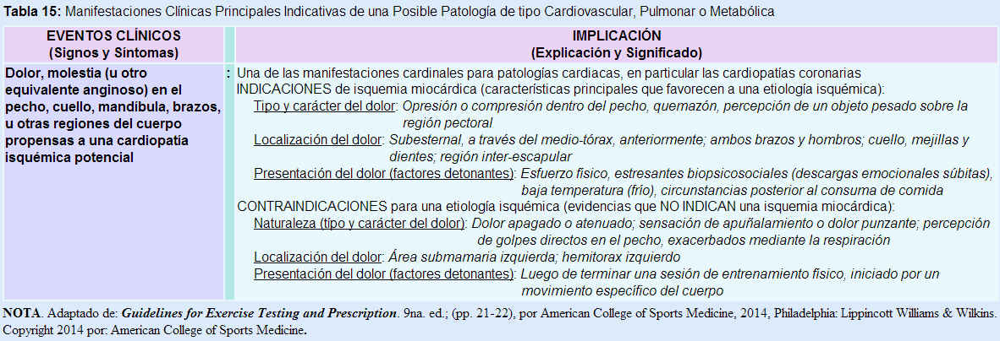 Tabla 15: Manifestaciones Clínicas Principales Indicativas de una Posible Patología de tipo Cardiovascular, Pulmonar o Metabólica
EVENTOS CLÍNICOS
(Signos y Síntomas)
IMPLICACIÓN
(Explicación y Significado)
Dolor, molestia (u otro
equivalente anginoso) en el
pecho, cuello, mandíbula, brazos,
u otras regiones del cuerpo
propensas a una cardiopatía
isquémica potencial
:
Una de las manifestaciones cardinales para patologías cardiacas, en particular las cardiopatías coronarias
INDICACIONES de isquemia miocárdica (características principales que favorecen a una etiología isquémica):
Tipo y carácter del dolor: Opresión o compresión dentro del pecho, quemazón, percepción de un objeto pesado sobre la
región pectoral
Localización del dolor: Subesternal, a través del medio-tórax, anteriormente; ambos brazos y hombros; cuello, mejillas y
dientes; región inter-escapular
Presentación del dolor (factores detonantes): Esfuerzo físico, estresantes biopsicosociales (descargas emocionales súbitas),
baja temperatura (frío), circunstancias posterior al consuma de comida
CONTRAINDICACIONES para una etiología isquémica (evidencias que NO INDICAN una isquemia miocárdica):
Naturaleza (típo y carácter del dolor): Dolor apagado o atenuado; sensación de apuñalamiento o dolor punzante; percepción
de golpes directos en el pecho, exacerbados mediante la respiración
Localización del dolor: Área submamaria izquierda; hemitorax izquierdo
Presentación del dolor (factores detonantes): Luego de terminar una sesión de entrenamiento físico, iniciado por un
movimiento específico del cuerpo
NOTA. Adaptado de: Guidelines for Exercise Testing and Prescription. 9na. ed.; (pp. 21-22), por American College of Sports Medicine, 2014, Philadelphia: Lippincott Williams & Wilkins.
Copyright 2014 por: American College of Sports Medicine.